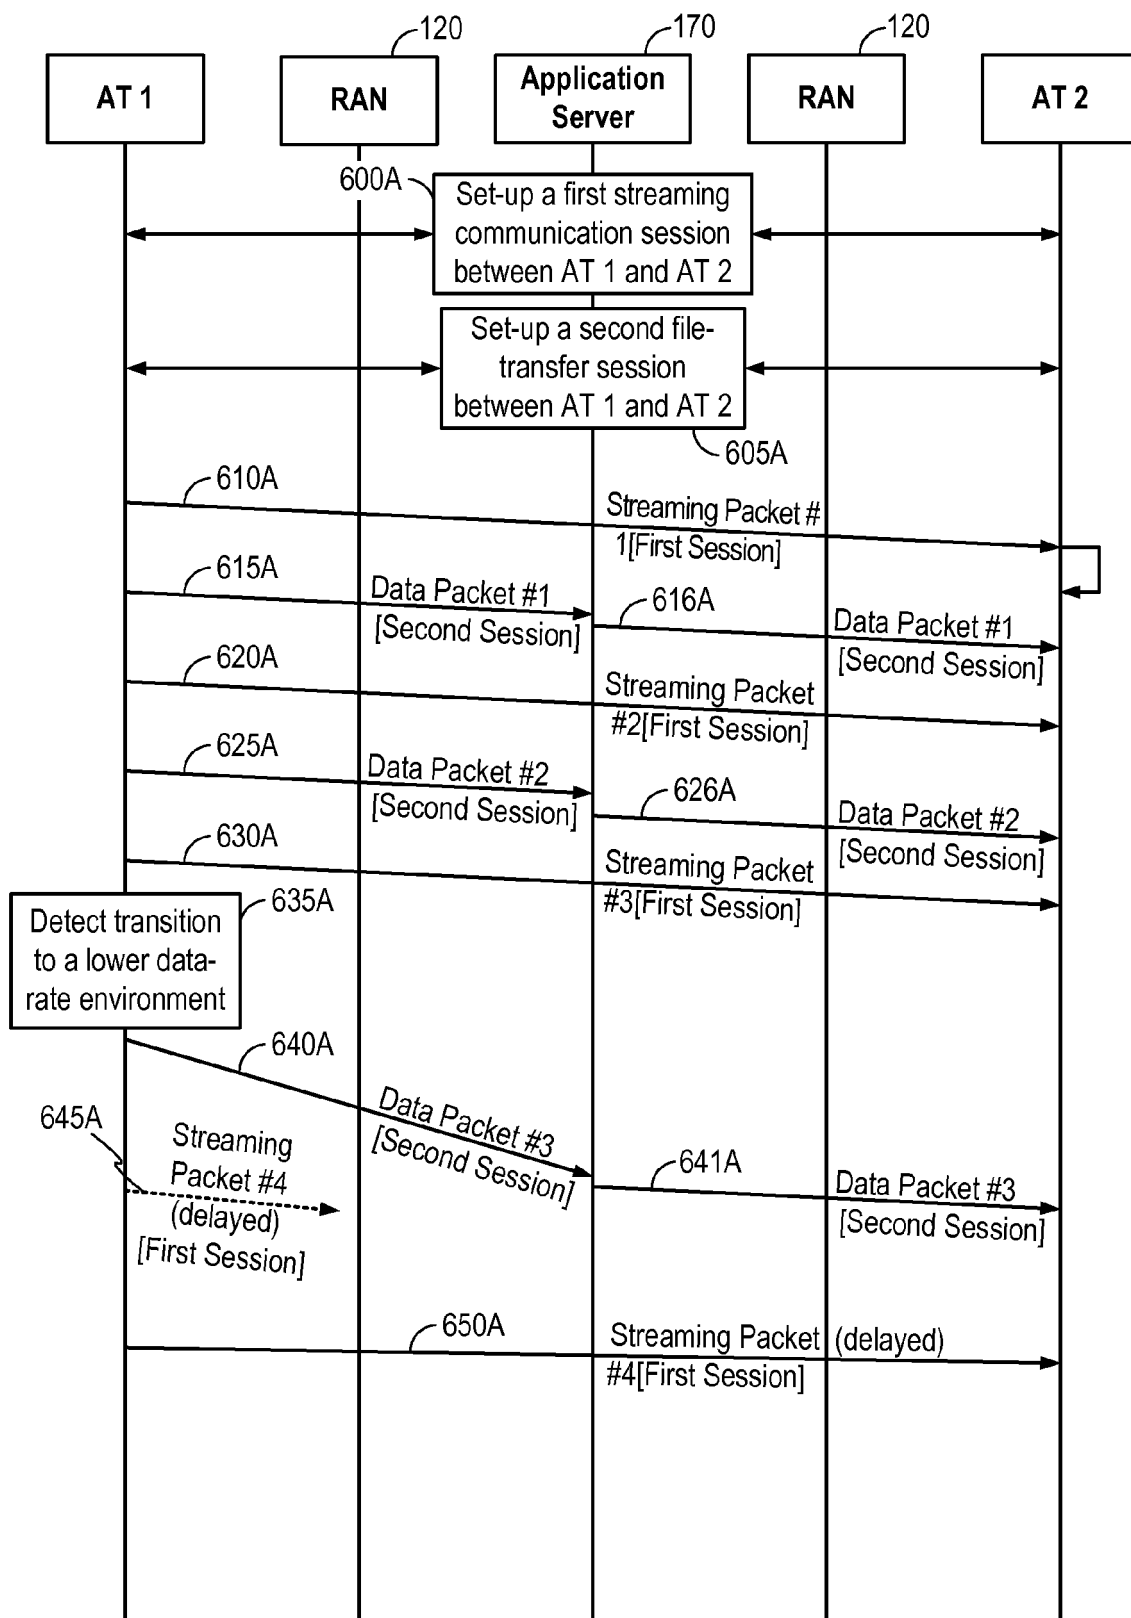 120
170
120
AT 1
RAN
Application
Server
RAN
AT 2
600A
Set-up a first streaming
communication session
between AT 1 and AT 2
Set-up a second file-
transfer session
between AT 1 and AT 2
605A
610A
Streaming Packet #
1[First Session]
615A
Data Packet #1
[Second Session]
616A
Data Packet #1
[Second Session]
620A
Streaming Packet
#2[First Session]
625A
Data Packet #2
[Second Session]
626A
Data Packet #2
[Second Session]
630A
Streaming Packet
#3[First Session]
635A
Detect transition
to a lower data-
rate environment
640A
Data Packet #3
[Second Session]
641A
Data Packet #3
[Second Session]
645A
Streaming
Packet #4
(delayed)
[First Session]
650A
Streaming Packet (delayed)
#4[First Session]